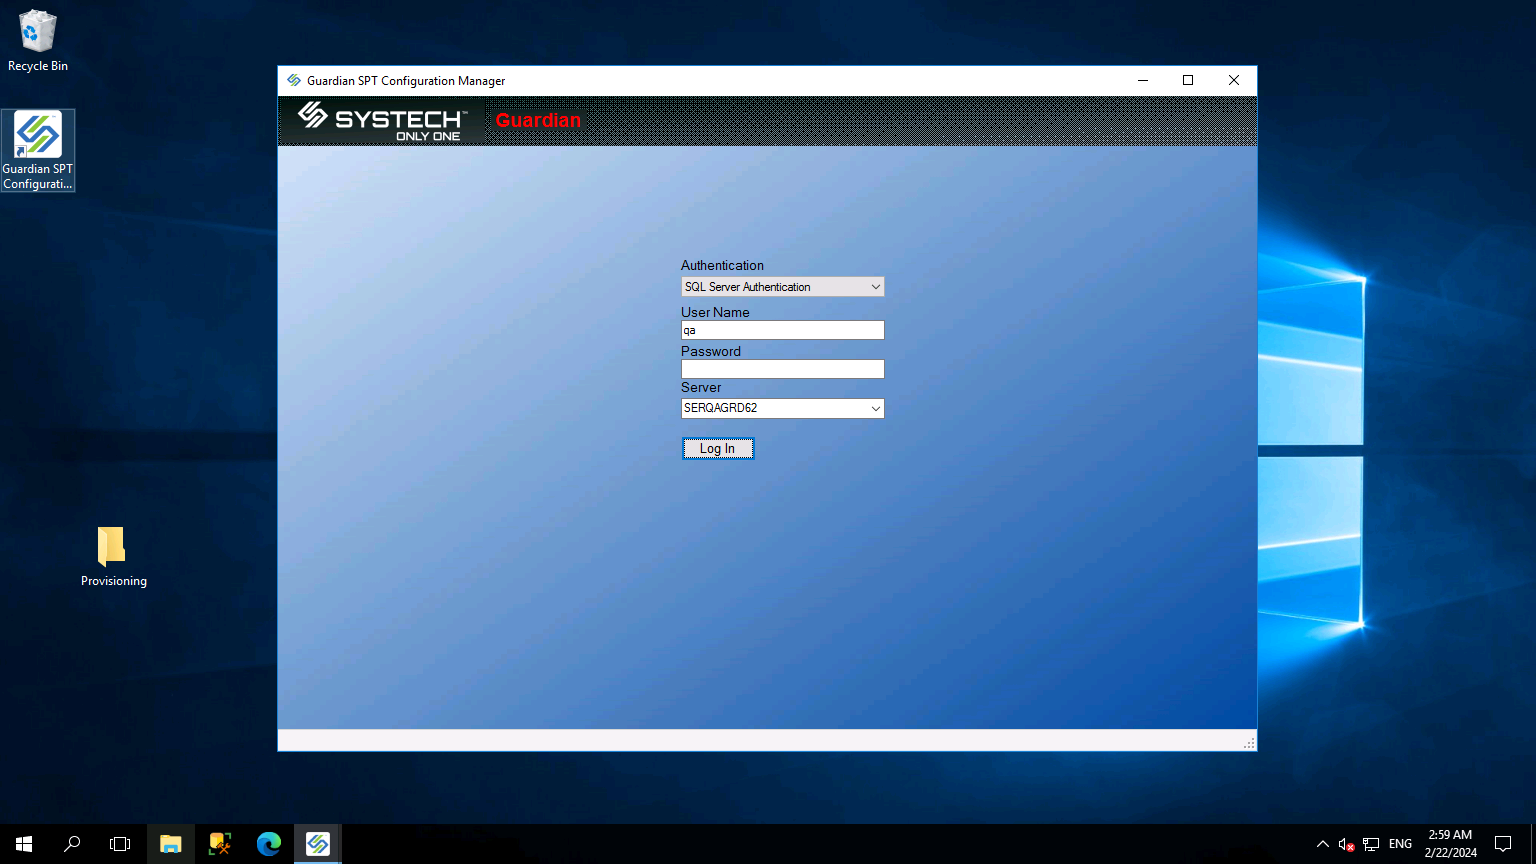 Recycle Bin
Guardian SPT
Configurati...
Provisioning
Guardian SPT Configuration Manager
SYSTECH™
ONLY ONE
Guardian
Authentication
SQL Server Authentication
User Name
qa
Password
Server
SERQAGRD62
Log In
ENG
2:59 AM
2/22/2024